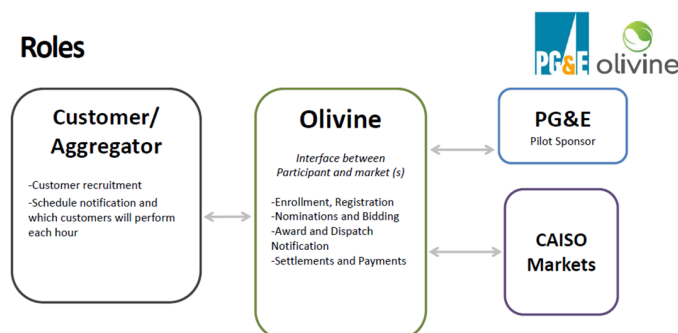 Roles
PG&E
olivine
Customer/
Aggregator
-Customer recruitment
-Schedule notification and
which customers will perform
each hour
Olivine
Interface between
Participant and market (s)
-Enrollment, Registration
-Nominations and Bidding
-Award and Dispatch
Notification
-Settlements and Payments
PG&E
Pilot Sponsor
CAISO
Markets